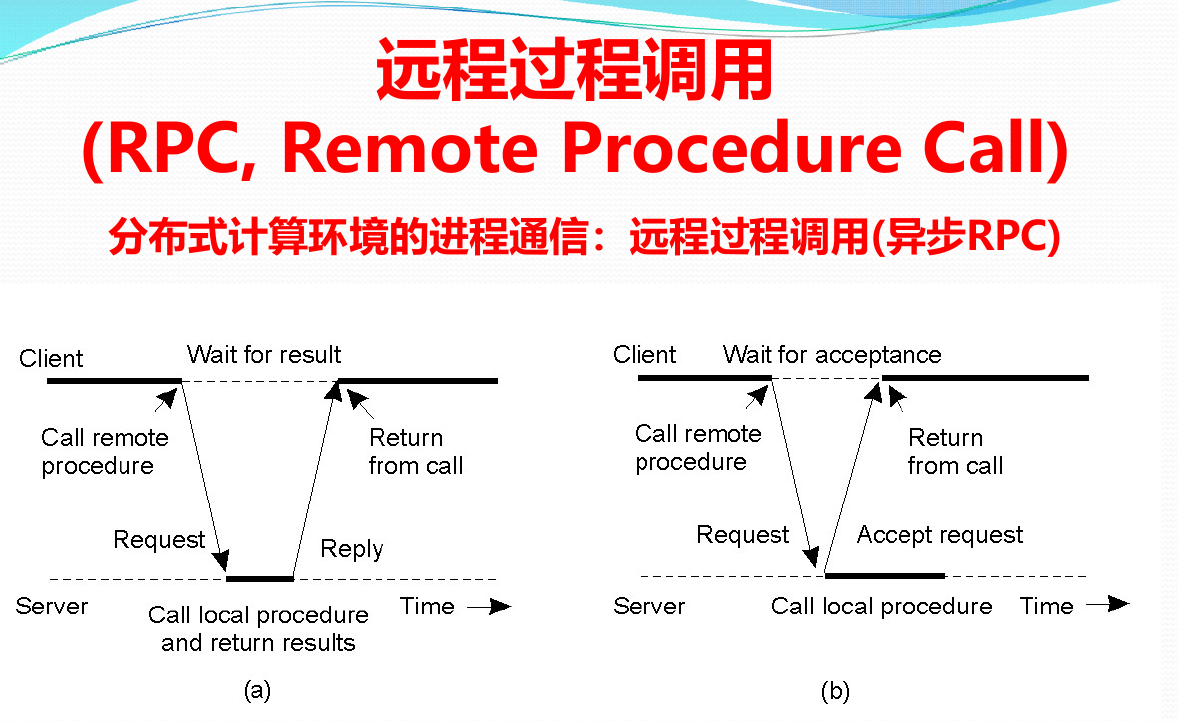 远程过程调用
(RPC, Remote Procedure Call)
分布式计算环境的进程通信：远程过程调用(异步RPC)
Client
Wait for result
Call remote
procedure
Return
from call
Request
Reply
Server
Call local procedure
and return results
Time
(a)
Client
Wait for acceptance
Call remote
procedure
Return
from call
Request
Accept request
Server
Call local procedure
Time
(b)